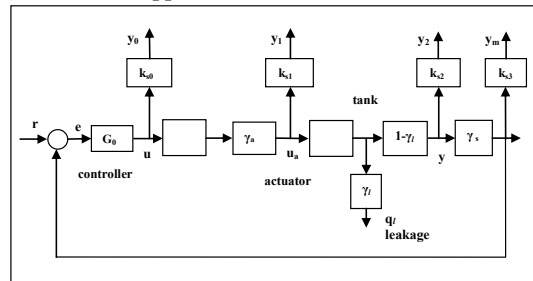 y0 y1 y2 ym
ks0 ks1 ks2 ks3
tank
r e G0 γa 1-γl γs
u ua y
controller actuator
γl
ql
leakage